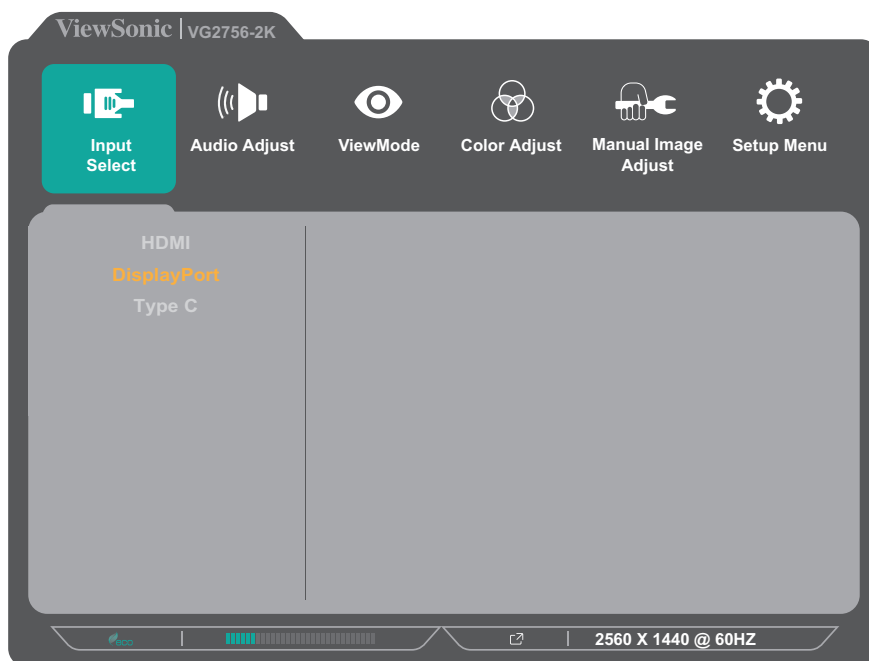 ViewSonic | VG2756-2K
Input Select
Audio Adjust
ViewMode
Color Adjust
Manual Image Adjust
Setup Menu
HDMI
DisplayPort
Type C
eco
2560 X 1440 @ 60HZ